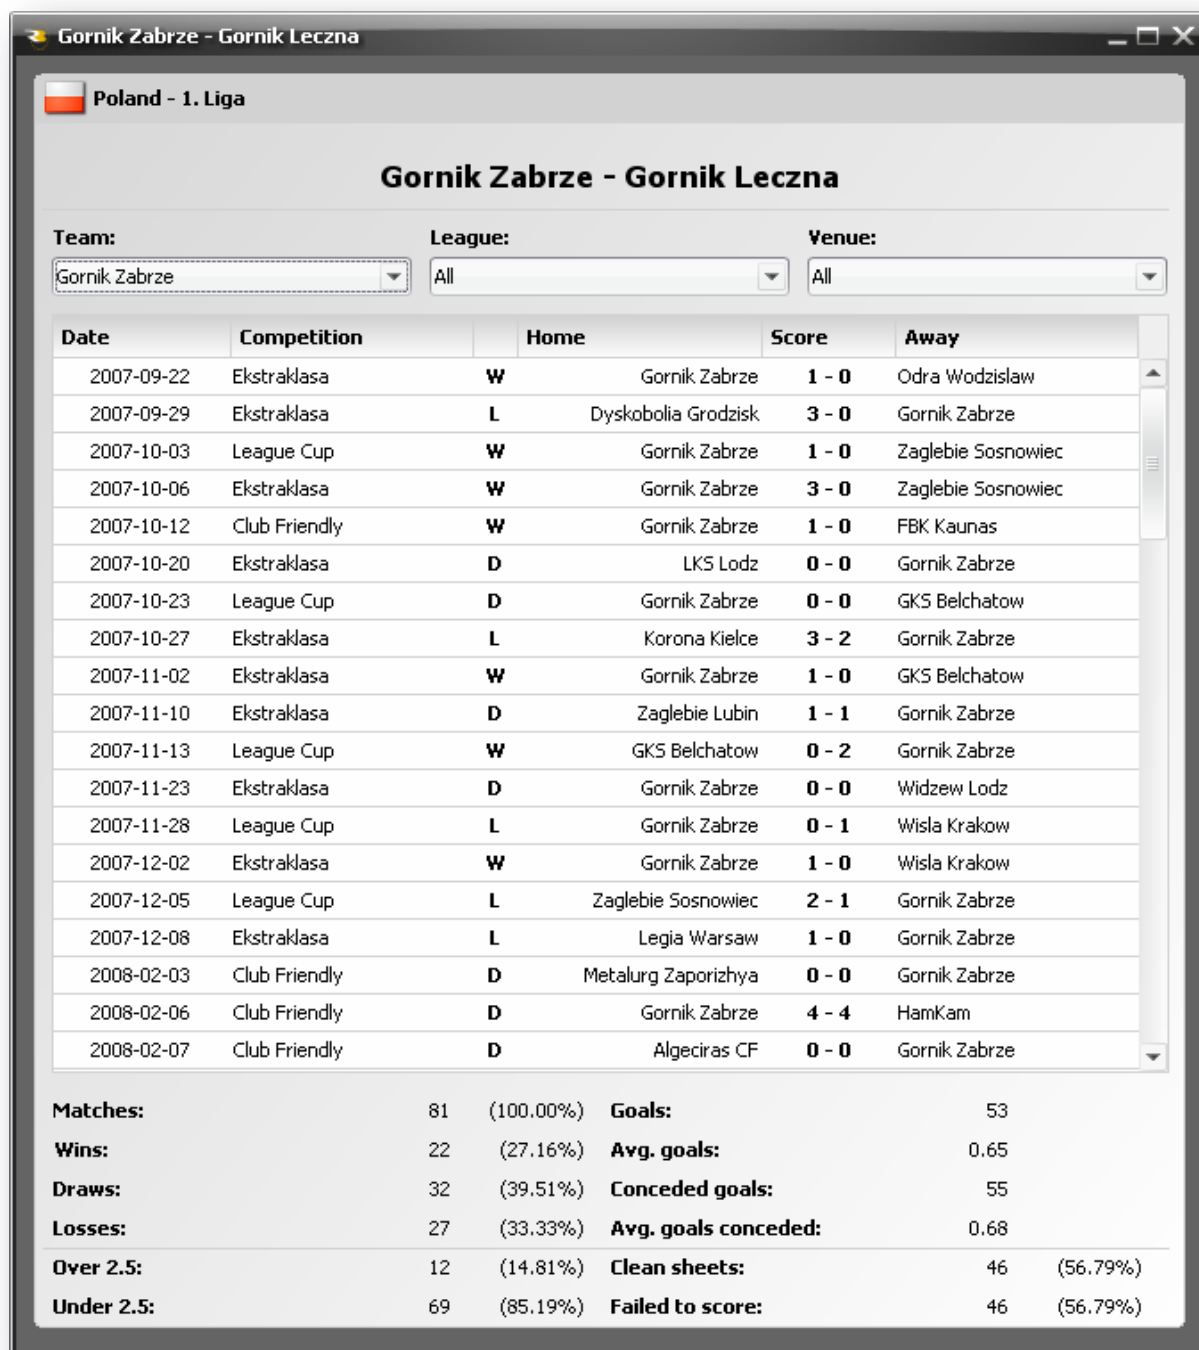 Gornik Zabrze - Gornik Leczna
Poland - 1. Liga
Gornik Zabrze - Gornik Leczna
Team: League: Venue:
Gornik Zabrze All All
Date Competition Home Score Away
2007-09-22 Ekstraklasa W Gornik Zabrze 1 - 0 Odra Wodzislaw
2007-09-29 Ekstraklasa L Dyskobolia Grodzisk 3 - 0 Gornik Zabrze
2007-10-03 League Cup W Gornik Zabrze 1 - 0 Zaglebie Sosnowiec
2007-10-06 Ekstraklasa W Gornik Zabrze 3 - 0 Zaglebie Sosnowiec
2007-10-12 Club Friendly W Gornik Zabrze 1 - 0 FBK Kaunas
2007-10-20 Ekstraklasa D LKS Lodz 0 - 0 Gornik Zabrze
2007-10-23 League Cup D Gornik Zabrze 0 - 0 GKS Belchatow
2007-10-27 Ekstraklasa L Korona Kielce 3 - 2 Gornik Zabrze
2007-11-02 Ekstraklasa W Gornik Zabrze 1 - 0 GKS Belchatow
2007-11-10 Ekstraklasa D Zaglebie Lubin 1 - 1 Gornik Zabrze
2007-11-13 League Cup W GKS Belchatow 0 - 2 Gornik Zabrze
2007-11-23 Ekstraklasa D Gornik Zabrze 0 - 0 Widzew Lodz
2007-11-28 League Cup L Gornik Zabrze 0 - 1 Wisla Krakow
2007-12-02 Ekstraklasa W Gornik Zabrze 1 - 0 Wisla Krakow
2007-12-05 League Cup L Zaglebie Sosnowiec 2 - 1 Gornik Zabrze
2007-12-08 Ekstraklasa L Legia Warsaw 1 - 0 Gornik Zabrze
2008-02-03 Club Friendly D Metalurg Zaporizhya 0 - 0 Gornik Zabrze
2008-02-06 Club Friendly D Gornik Zabrze 4 - 4 HamKam
2008-02-07 Club Friendly D Algeciras CF 0 - 0 Gornik Zabrze
Matches: 81 (100.00%) Goals: 53
Wins: 22 (27.16%) Avg. goals: 0.65
Draws: 32 (39.51%) Conceded goals: 55
Losses: 27 (33.33%) Avg. goals conceded: 0.68
Over 2.5: 12 (14.81%) Clean sheets: 46 (56.79%)
Under 2.5: 69 (85.19%) Failed to score: 46 (56.79%)